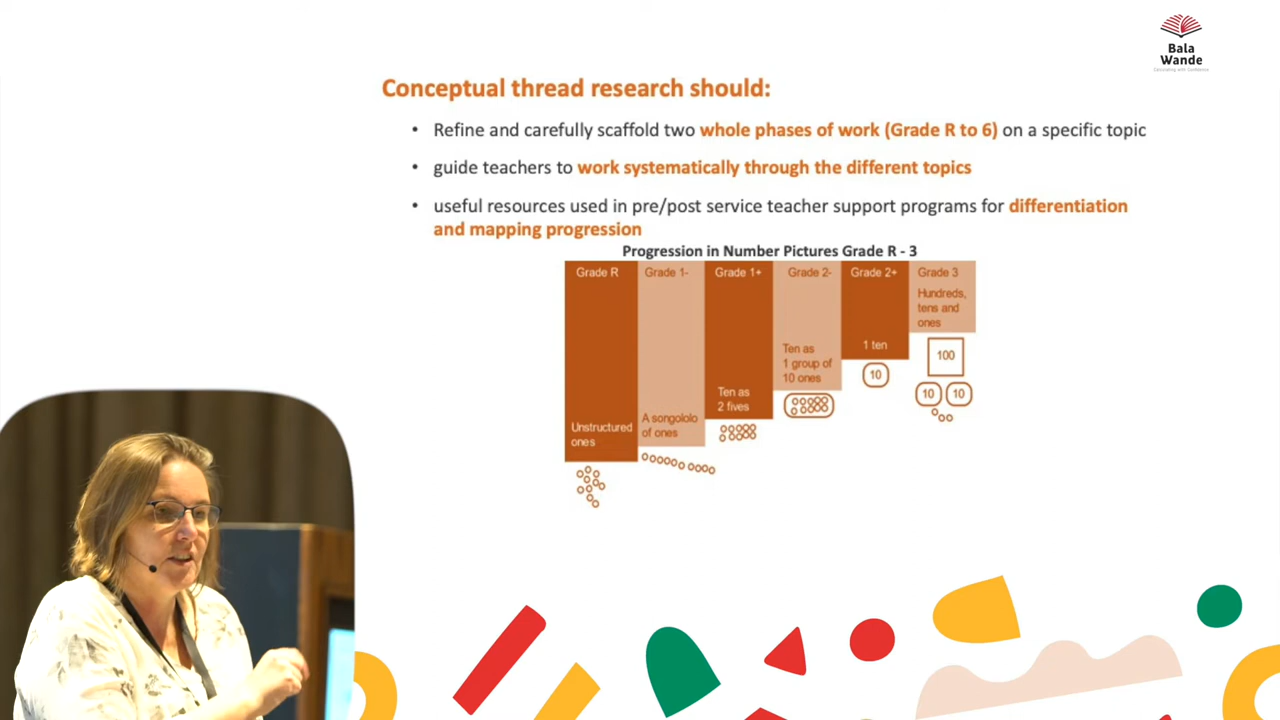 Bala
Wande
Calculating with Confidence
Conceptual thread research should:
• Refine and carefully scaffold two whole phases of work (Grade R to 6) on a specific topic
• guide teachers to work systematically through the different topics
• useful resources used in pre/post service teacher support programs for differentiation
and mapping progression
Progression in Number Pictures Grade R - 3
Grade R
Unstructured
ones
Grade 1-
A songololo
of ones
Grade 1+
Ten as
2 fives
Grade 2-
Ten as
1 group of
10 ones
Grade 2+
1 ten
10
Grade 3
Hundreds,
tens and
ones
100
10 10